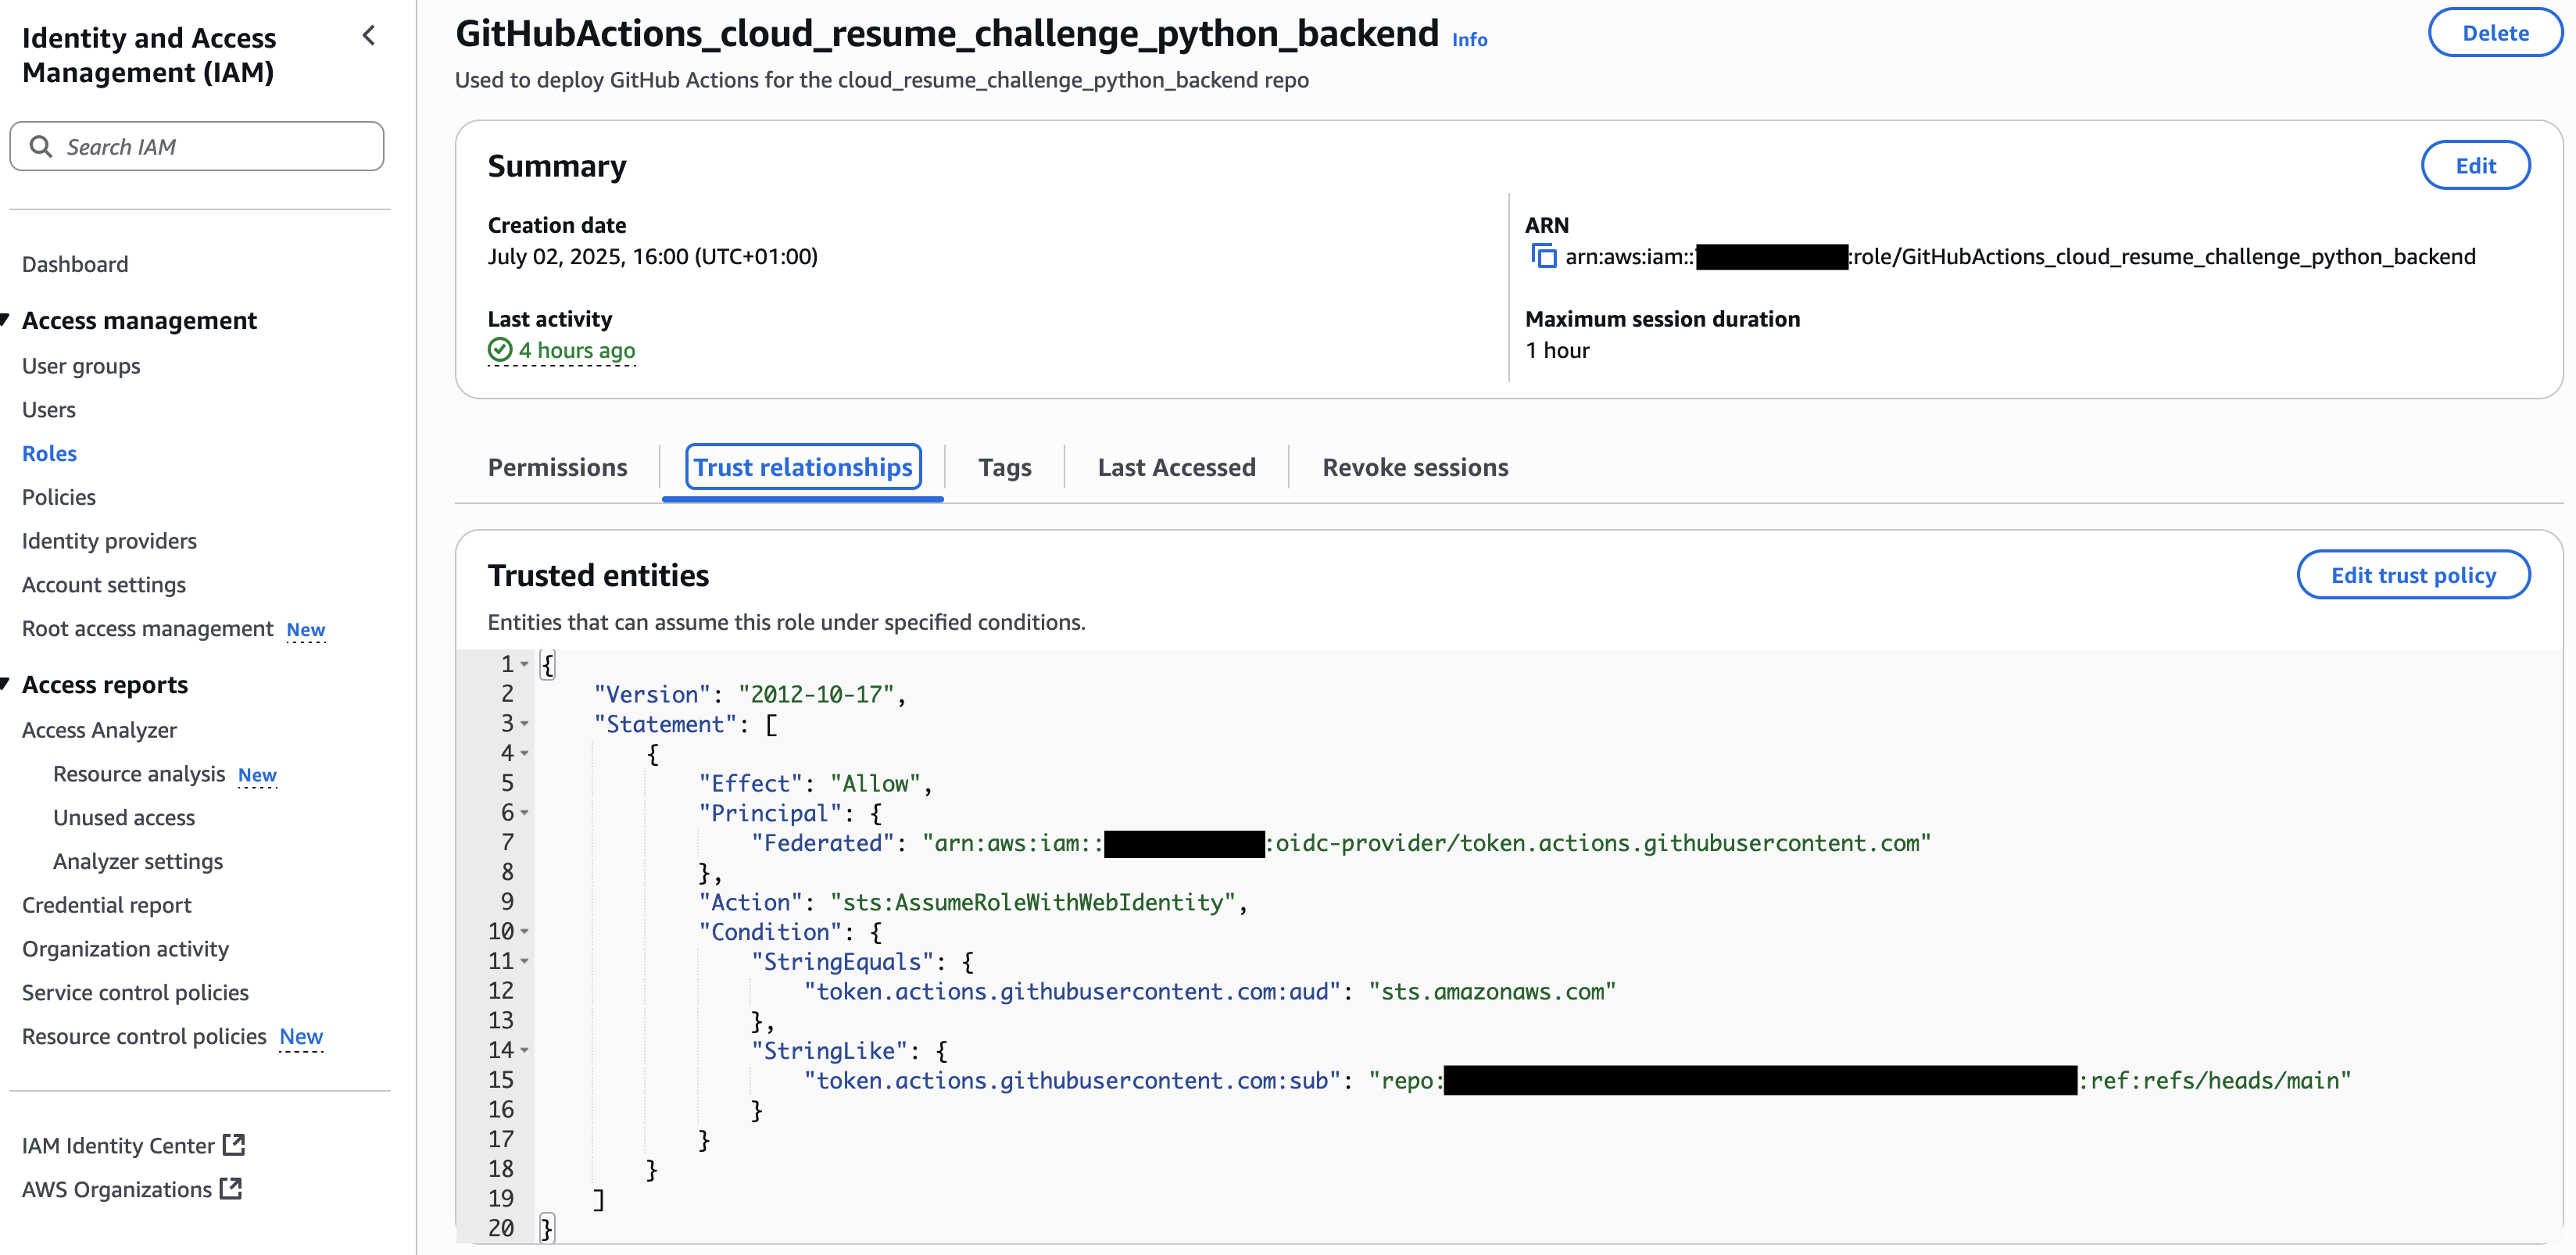 Identity and Access
Management (IAM)
Search IAM
Dashboard
Access management
User groups
Users
Roles
Policies
Identity providers
Account settings
Root access management New
Access reports
Access Analyzer
Resource analysis New
Unused access
Analyzer settings
Credential report
Organization activity
Service control policies
Resource control policies New
IAM Identity Center
AWS Organizations
GitHubActions_cloud_resume_challenge_python_backend Info
Delete
Used to deploy GitHub Actions for the cloud_resume_challenge_python_backend repo
Summary
Edit
Creation date
July 02, 2025, 16:00 (UTC+01:00)
ARN
arn:aws:iam:: :role/GitHubActions_cloud_resume_challenge_python_backend
Last activity
4 hours ago
Maximum session duration
1 hour
Permissions
Trust relationships
Tags
Last Accessed
Revoke sessions
Trusted entities
Edit trust policy
Entities that can assume this role under specified conditions.
1 {
2 "Version": "2012-10-17",
3 "Statement": [
4 {
5 "Effect": "Allow",
6 "Principal": {
7 "Federated": "arn:aws:iam:: :oidc-provider/token.actions.githubusercontent.com"
8 },
9 "Action": "sts:AssumeRoleWithWebIdentity",
10 "Condition": {
11 "StringEquals": {
12 "token.actions.githubusercontent.com:aud": "sts.amazonaws.com"
13 },
14 "StringLike": {
15 "token.actions.githubusercontent.com:sub": "repo: :ref:refs/heads/main"
16 }
17 }
18 }
19 ]
20 }